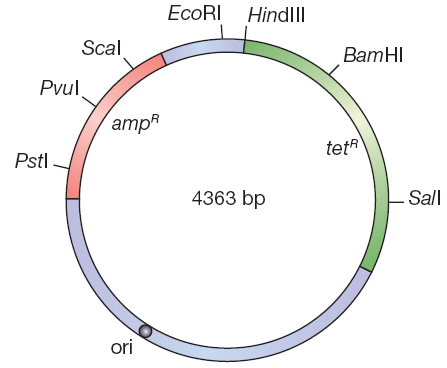 EcoRI HindIII
ScaI
BamHI
PvuI
amp^R
tet^R
PstI
4363 bp
SalI
ori